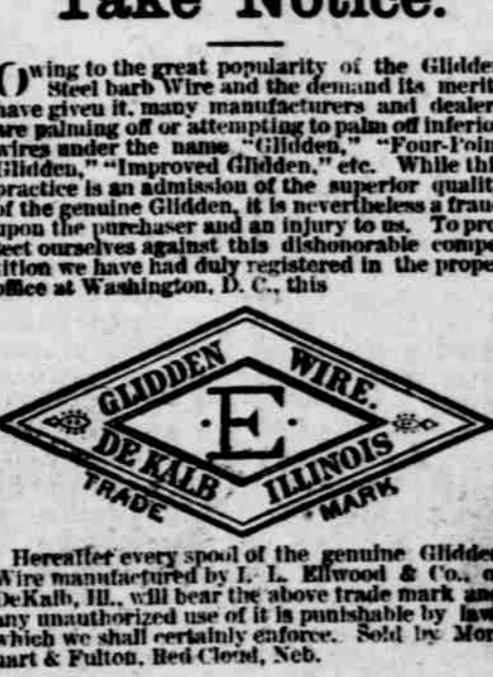 Take Notice.
Owing to the great popularity of the Glidde
Steel barb Wire and the demand its merit
have given it, many manufacturers and dealer
are palming off or attempting to palm off inferio
wires under the name "Glidden," "Four-Poin
Glidden," "Improved Glidden," etc. While thi
practice is an admission of the superior qualit
of the genuine Glidden, it is nevertheless a frau
upon the purchaser and an injury to us. To pro
tect ourselves against this dishonorable compe
tition we have had duly registered in the prope
office at Washington, D. C., this
GLIDDEN WIRE.
·E·
DE KALB ILLINOIS
TRADE MARK
Hereafter every spool of the genuine Glidde
Wire manufactured by I. L. Ellwood & Co., o
DeKalb, Ill., will bear the above trade mark an
any unauthorized use of it is punishable by law
which we shall certainly enforce. Sold by Mor
hart & Fulton, Red Cloud, Neb.